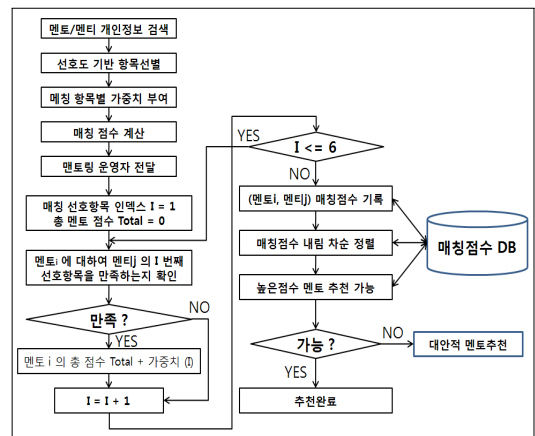 멘토/멘티 개인정보 검색
선호도 기반 항목선별
메칭 항목별 가중치 부여
매칭 점수 계산
맨토링 운영자 전달
매칭 선호항목 인멕스 I = 1
총 멘토 점수 Total = 0
멘토i 에 대하여 멘티j 의 I 번째
선호항목을 만족하는지 확인
만족 ?
NO
YES
멘토 i 의 총 점수 Total + 가중치 (I)
I = I + 1
YES
I <= 6
NO
(멘토i, 멘티j) 매칭점수 기록
매칭점수 내림 차순 정렬
높은점수 멘토 추천 가능
매칭점수 DB
가능 ?
NO
대안적 멘토추천
YES
추천완료